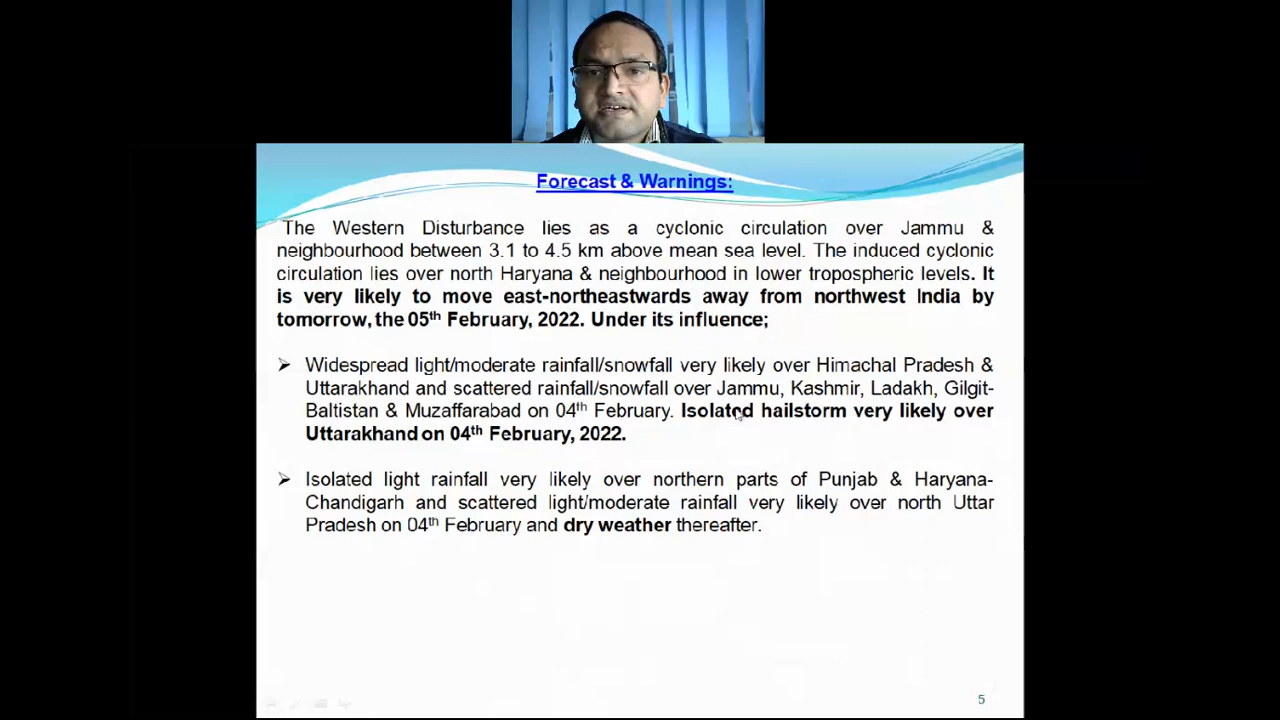 Forecast & Warnings:
The Western Disturbance lies as a cyclonic circulation over Jammu &
neighbourhood between 3.1 to 4.5 km above mean sea level. The induced cyclonic
circulation lies over north Haryana & neighbourhood in lower tropospheric levels. It
is very likely to move east-northeastwards away from northwest India by
tomorrow, the 05th February, 2022. Under its influence;
➢ Widespread light/moderate rainfall/snowfall very likely over Himachal Pradesh &
Uttarakhand and scattered rainfall/snowfall over Jammu, Kashmir, Ladakh, Gilgit-
Baltistan & Muzaffarabad on 04th February. Isolated hailstorm very likely over
Uttarakhand on 04th February, 2022.
➢ Isolated light rainfall very likely over northern parts of Punjab & Haryana-
Chandigarh and scattered light/moderate rainfall very likely over north Uttar
Pradesh on 04th February and dry weather thereafter.
5